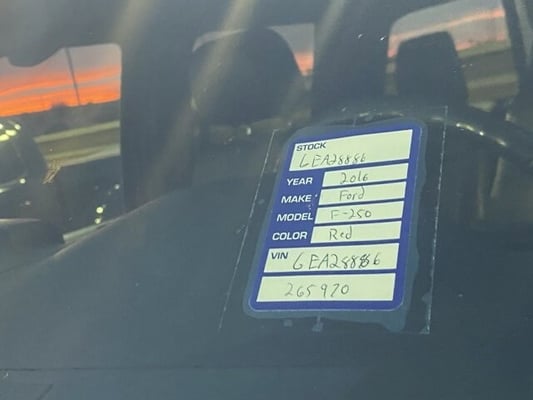 STOCK
GEA28886
YEAR 2016
MAKE Ford
MODEL F-250
COLOR Red
VIN
GEA28886
265970